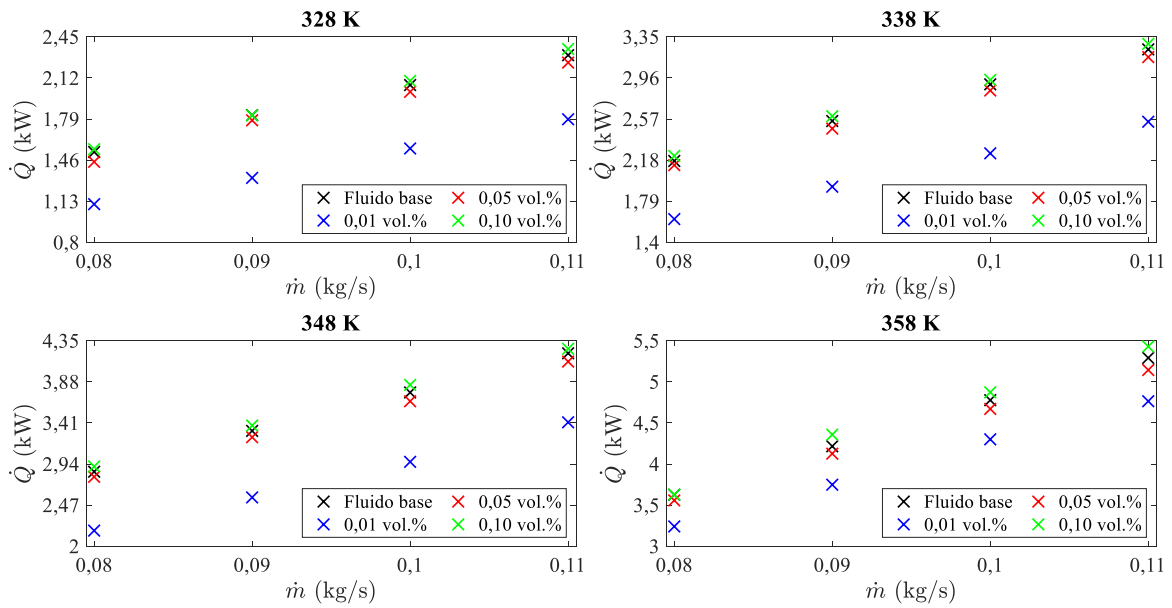 328 K
2,45
2,12
1,79
1,46
1,13
0,8
Q̇ (kW)
Fluido base
0,05 vol.%
0,01 vol.%
0,10 vol.%
0,08
0,09
0,1
0,11
ṁ (kg/s)
338 K
3,35
2,96
2,57
2,18
1,79
1,4
Q̇ (kW)
Fluido base
0,05 vol.%
0,01 vol.%
0,10 vol.%
0,08
0,09
0,1
0,11
ṁ (kg/s)
348 K
4,35
3,88
3,41
2,94
2,47
2
Q̇ (kW)
Fluido base
0,05 vol.%
0,01 vol.%
0,10 vol.%
0,08
0,09
0,1
0,11
ṁ (kg/s)
358 K
5,5
5
4,5
4
3,5
3
Q̇ (kW)
Fluido base
0,05 vol.%
0,01 vol.%
0,10 vol.%
0,08
0,09
0,1
0,11
ṁ (kg/s)